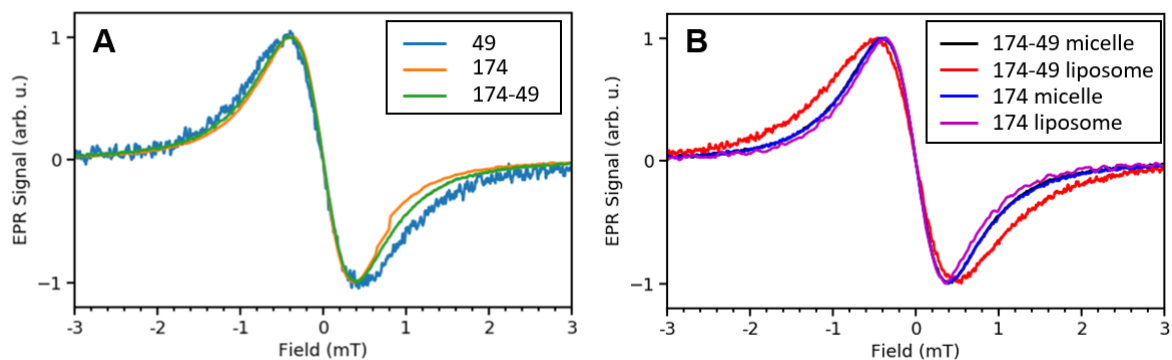 A
49
174
174-49
EPR Signal (arb. u.)
1
0
−1
-3
-2
-1
0
1
2
3
Field (mT)
B
174-49 micelle
174-49 liposome
174 micelle
174 liposome
EPR Signal (arb. u.)
1
0
−1
-3
-2
-1
0
1
2
3
Field (mT)